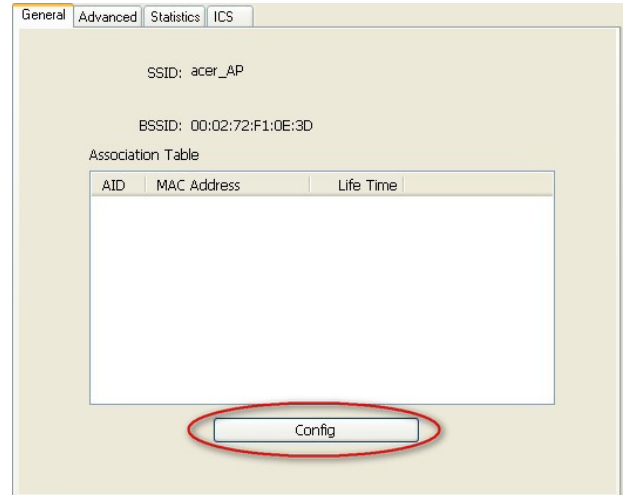 General Advanced Statistics ICS
SSID: acer_AP
BSSID: 00:02:72:F1:0E:3D
Association Table
AID MAC Address Life Time
Config